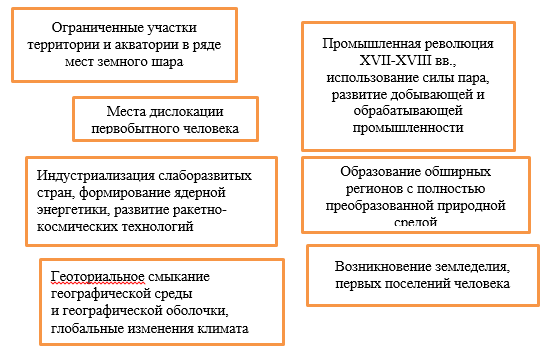 Ограниченные участки
территории и акватории в ряде
мест земного шара
Места дислокации
первобытного человека
Индустриализация слаборазвитых
стран, формирование ядерной
энергетики, развитие ракетно-
космических технологий
Геоториальное смыкание
географической среды
и географической оболочки,
глобальные изменения климата
Промышленная революция
XVII-XVIII вв.,
использование силы пара,
развитие добывающей и
обрабатывающей
промышленности
Образование обширных
регионов с полностью
преобразованной природной
средой
Возникновение земледелия,
первых поселений человека